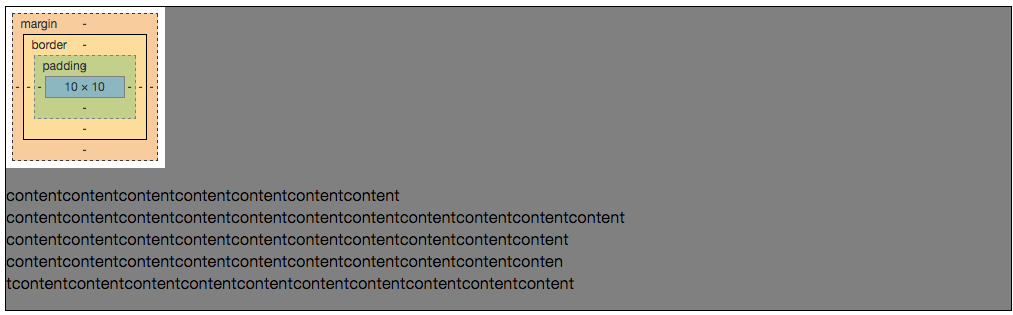 margin -
border -
padding -
- - - 10 × 10 - - -
-
-
-
contentcontentcontentcontentcontentcontentcontent
contentcontentcontentcontentcontentcontentcontentcontentcontentcontentcontent
contentcontentcontentcontentcontentcontentcontentcontentcontentcontent
contentcontentcontentcontentcontentcontentcontentcontentcontentconten
tcontentcontentcontentcontentcontentcontentcontentcontentcontentcontent